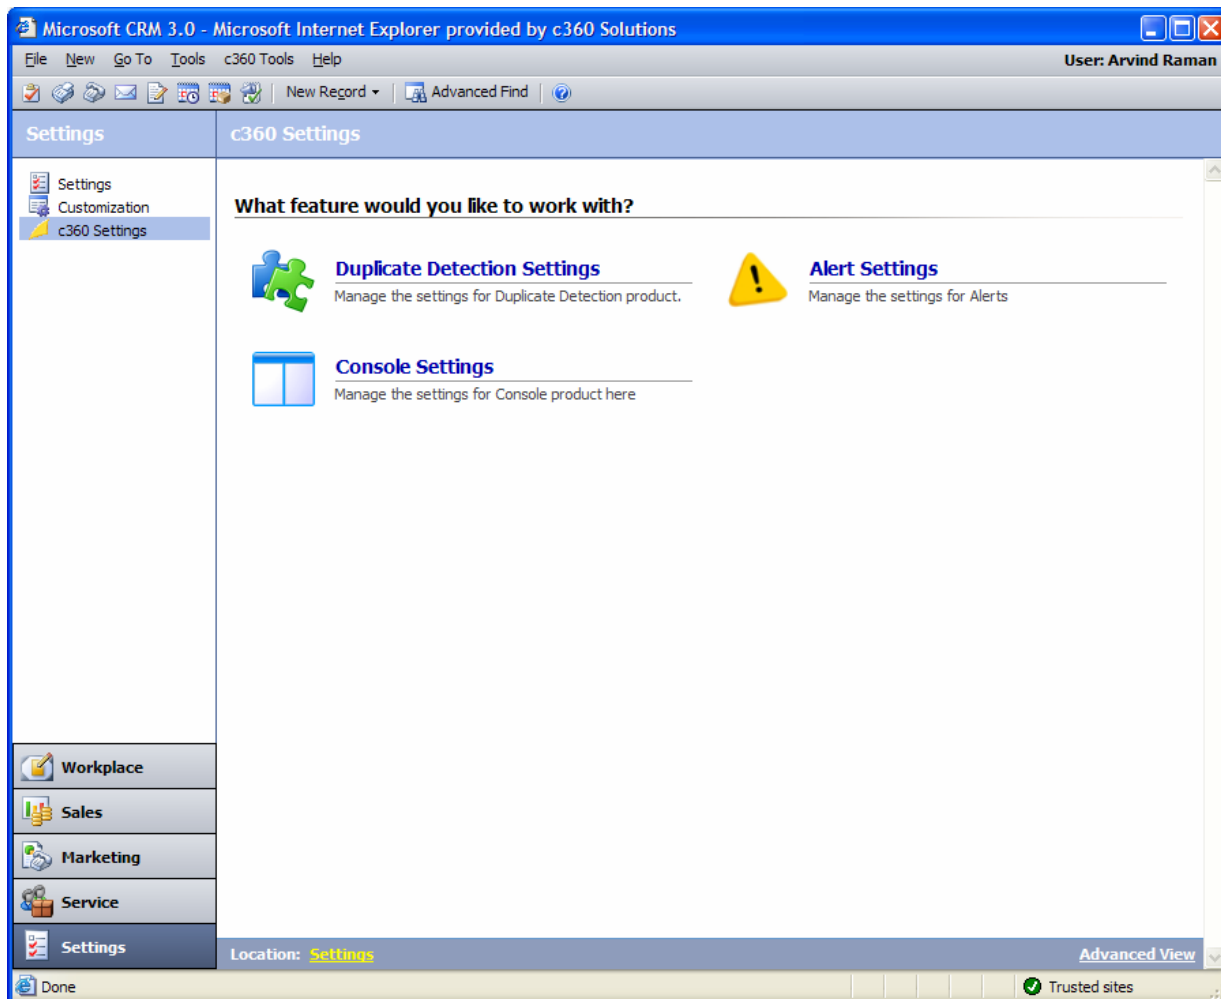 Microsoft CRM 3.0 - Microsoft Internet Explorer provided by c360 Solutions
File New Go To Tools c360 Tools Help User: Arvind Raman
New Record Advanced Find
Settings
c360 Settings
Settings
Customization
c360 Settings
What feature would you like to work with?
Duplicate Detection Settings
Manage the settings for Duplicate Detection product.
Alert Settings
Manage the settings for Alerts
Console Settings
Manage the settings for Console product here
Workplace
Sales
Marketing
Service
Settings
Location: Settings Advanced View
Done Trusted sites